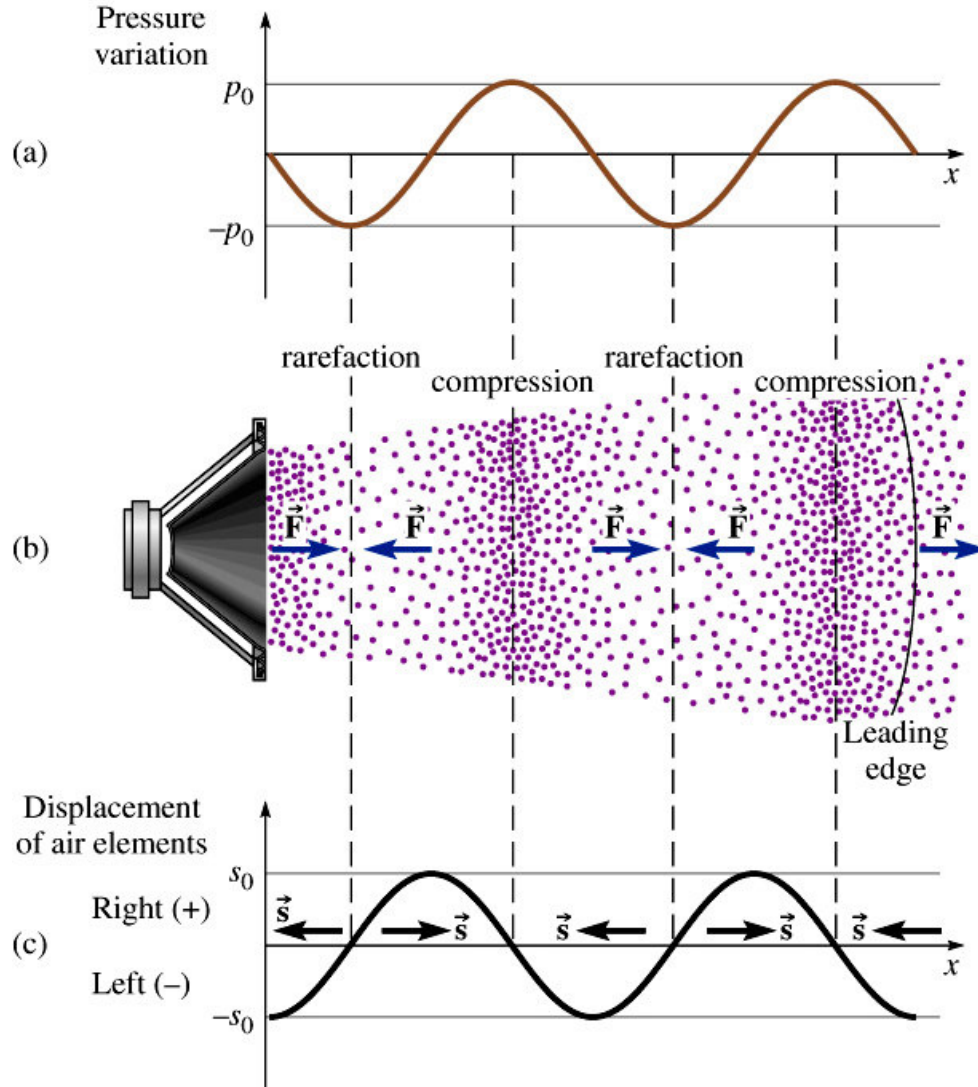 Pressure
variation
p₀
(a)
x
–p₀
rarefaction
rarefaction
compression
compression
F⃗ F⃗ F⃗ F⃗ F⃗
(b)
Leading
edge
Displacement
of air elements
s₀
Right (+)
s⃗ s⃗ s⃗ s⃗ s⃗
(c)
x
Left (–)
–s₀